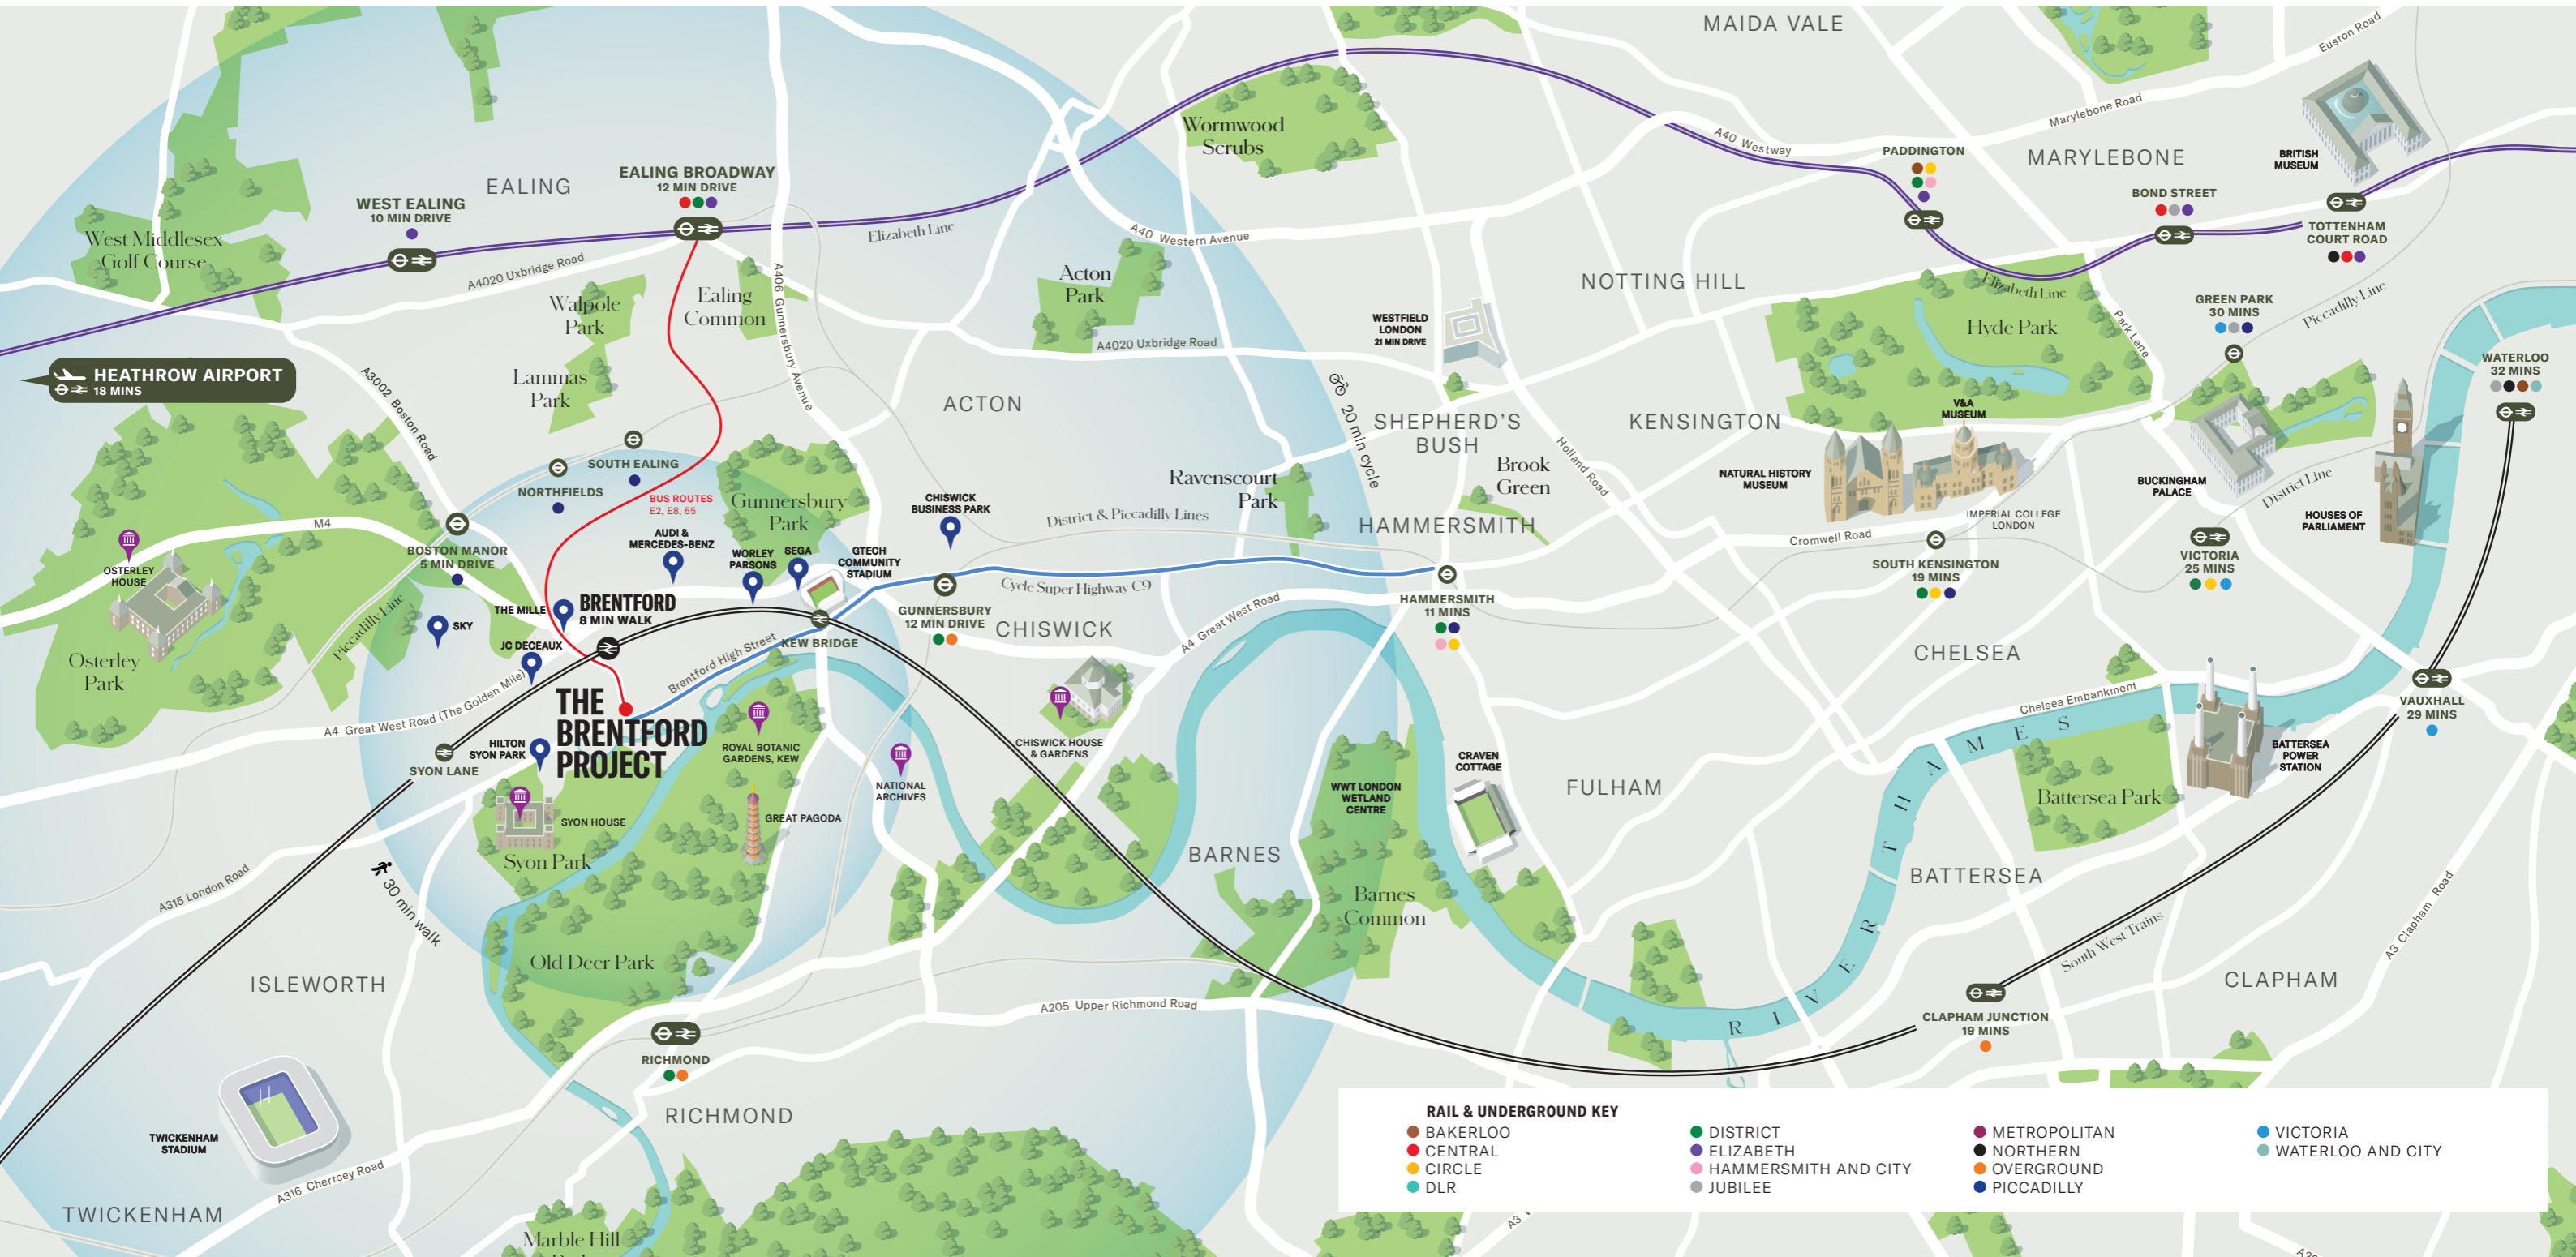 MAIDA VALE
Euston Road
Marylebone Road
A40 Westway
Wormwood
Scrubs
PADDINGTON
MARYLEBONE
BRITISH
MUSEUM
BOND STREET
TOTTENHAM
COURT ROAD
EALING
EALING BROADWAY
12 MIN DRIVE
WEST EALING
10 MIN DRIVE
West Middlesex
Golf Course
A4020 Uxbridge Road
Elizabeth Line
A40 Western Avenue
A406 Gunnersbury Avenue
Walpole
Park
Ealing
Common
Acton
Park
A4020 Uxbridge Road
NOTTING HILL
Elizabeth Line
Hyde Park
Park Lane
GREEN PARK
30 MINS
Piccadilly Line
WESTFIELD
LONDON
21 MIN DRIVE
WATERLOO
32 MINS
HEATHROW AIRPORT
18 MINS
A3002 Boston Road
Lammas
Park
ACTON
20 min cycle
SHEPHERD'S
BUSH
KENSINGTON
V&A
MUSEUM
Holland Road
Brook
Green
Ravenscourt
Park
NATURAL HISTORY
MUSEUM
BUCKINGHAM
PALACE
District Line
HOUSES OF
PARLIAMENT
IMPERIAL COLLEGE
LONDON
SOUTH EALING
NORTHFIELDS
BUS ROUTES
E2, E8, 65
Gunnersbury
Park
CHISWICK
BUSINESS PARK
District & Piccadilly Lines
HAMMERSMITH
Cromwell Road
M4
OSTERLEY
HOUSE
BOSTON MANOR
5 MIN DRIVE
AUDI &
MERCEDES-BENZ
WORLEY
PARSONS
SEGA
GTECH
COMMUNITY
STADIUM
Cycle Super Highway C9
SOUTH KENSINGTON
19 MINS
VICTORIA
25 MINS
Piccadilly Line
SKY
THE MILLE
BRENTFORD
8 MIN WALK
JC DECEAUX
GUNNERSBURY
12 MIN DRIVE
KEW BRIDGE
CHISWICK
A4 Great West Road
HAMMERSMITH
11 MINS
CHELSEA
Osterley
Park
Brentford High Street
A4 Great West Road (The Golden Mile)
THE
BRENTFORD
PROJECT
HILTON
SYON PARK
SYON LANE
ROYAL BOTANIC
GARDENS, KEW
NATIONAL
ARCHIVES
CHISWICK HOUSE
& GARDENS
Chelsea Embankment
VAUXHALL
29 MINS
BATTERSEA
POWER
STATION
CRAVEN
COTTAGE
WWT LONDON
WETLAND
CENTRE
FULHAM
Battersea Park
SYON HOUSE
GREAT PAGODA
Syon Park
BARNES
Barnes
Common
BATTERSEA
RIVER THAMES
A315 London Road
30 min walk
A3 Clapham Road
South West Trains
CLAPHAM
Old Deer Park
ISLEWORTH
A205 Upper Richmond Road
CLAPHAM JUNCTION
19 MINS
RICHMOND
RICHMOND
TWICKENHAM
STADIUM
A316 Chertsey Road
TWICKENHAM
Marble Hill
RAIL & UNDERGROUND KEY
BAKERLOO
CENTRAL
CIRCLE
DLR
DISTRICT
ELIZABETH
HAMMERSMITH AND CITY
JUBILEE
METROPOLITAN
NORTHERN
OVERGROUND
PICCADILLY
VICTORIA
WATERLOO AND CITY
A3